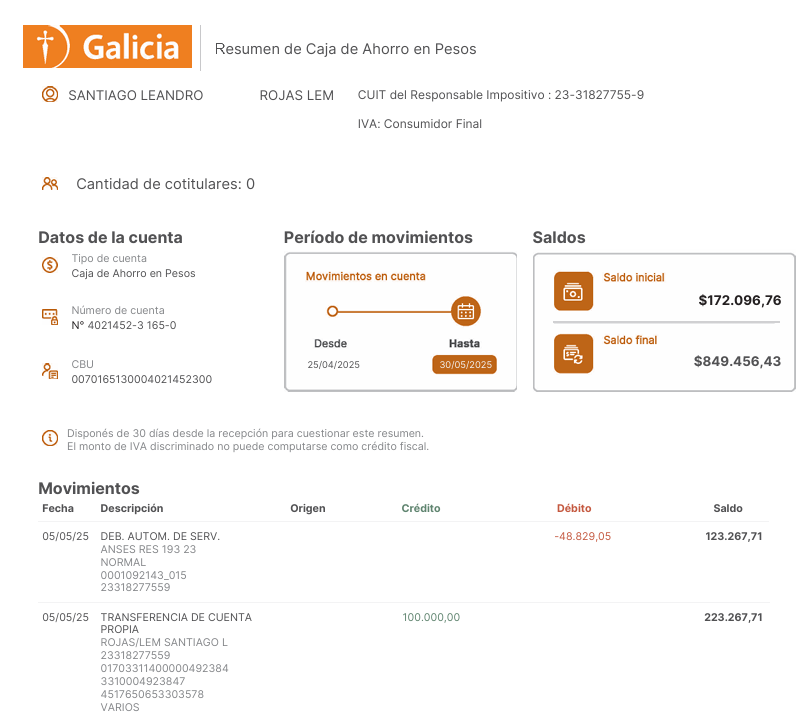 Galicia
Resumen de Caja de Ahorro en Pesos
SANTIAGO LEANDRO ROJAS LEM CUIT del Responsable Impositivo : 23-31827755-9
IVA: Consumidor Final
Cantidad de cotitulares: 0
Datos de la cuenta
Tipo de cuenta
Caja de Ahorro en Pesos
Número de cuenta
N° 4021452-3 165-0
CBU
0070165130004021452300
Período de movimientos
Movimientos en cuenta
Desde Hasta
25/04/2025 30/05/2025
Saldos
Saldo inicial
$172.096,76
Saldo final
$849.456,43
Disponés de 30 días desde la recepción para cuestionar este resumen.
El monto de IVA discriminado no puede computarse como crédito fiscal.
Movimientos
Fecha Descripción Origen Crédito Débito Saldo
05/05/25 DEB. AUTOM. DE SERV. -48.829,05 123.267,71
ANSES RES 193 23
NORMAL
0001092143_015
23318277559
05/05/25 TRANSFERENCIA DE CUENTA 100.000,00 223.267,71
PROPIA
ROJAS/LEM SANTIAGO L
23318277559
01703311400000492384
3310004923847
4517650653303578
VARIOS